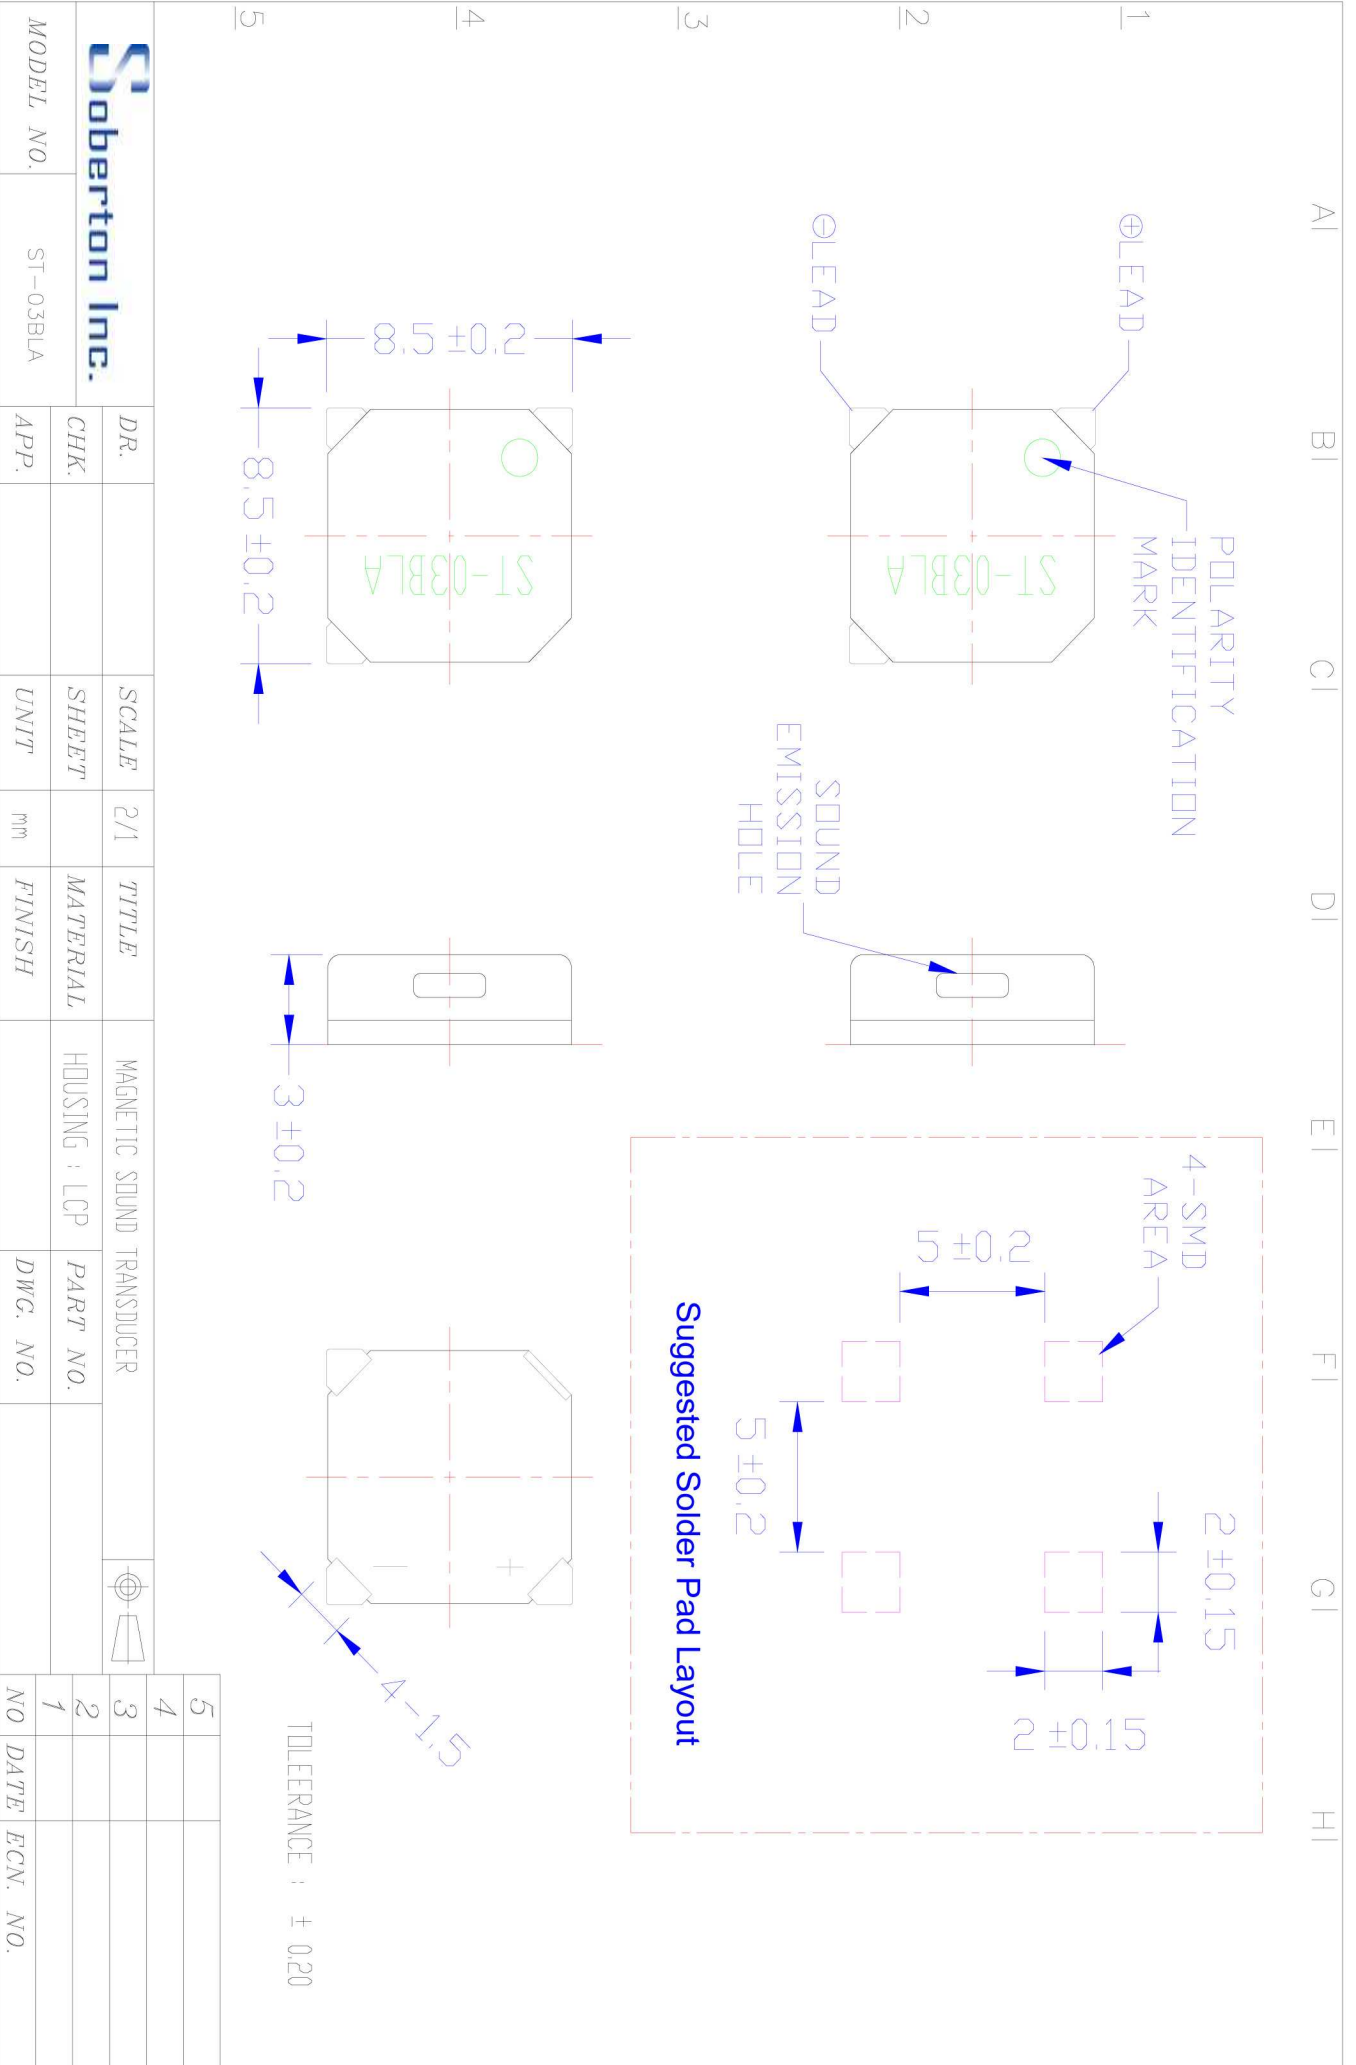 A
B
C
D
E
F
G
H
1
2
3
4
5
POLARITY
IDENTIFICATION
MARK
⊕LEAD
⊖LEAD
ST-03BLA
SOUND
EMISSION
HOLE
4-SMD
AREA
2±0.15
2±0.15
5±0.2
5±0.2
Suggested Solder Pad Layout
8.5±0.2
8.5±0.2
ST-03BLA
3±0.2
+
-
4-1.5
TOLERANCE : ± 0.20
Soberton Inc.
MODEL NO. ST-03BLA
DR.
CHK.
APP.
SCALE 2/1
SHEET
UNIT mm
TITLE MAGNETIC SOUND TRANSDUCER
MATERIAL HOUSING : LCP PART NO.
FINISH DWG. NO.
5
4
3
2
1
NO DATE ECN. NO.